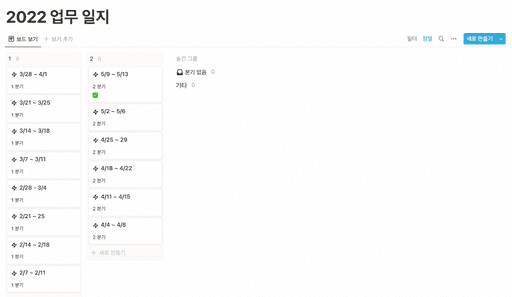 2022 업무 일지
보드 보기
보기 추가
필터 정렬 새로 만들기
1 9
3/28 ~ 4/1
1 분기
3/21 ~ 3/25
1 분기
3/14 ~ 3/18
1 분기
3/7 ~ 3/11
1 분기
2/28 - 3/4
1 분기
2/21 ~ 25
1 분기
2/14 ~ 2/18
1 분기
2/7 ~ 2/11
1 분기
2 6
5/9 ~ 5/13
2 분기
5/2 ~ 5/6
2 분기
4/25 ~ 29
2 분기
4/18 ~ 4/22
2 분기
4/11 ~ 4/15
2 분기
4/4 ~ 4/8
2 분기
새로 만들기
숨긴 그룹
분기 없음 0
기타 0